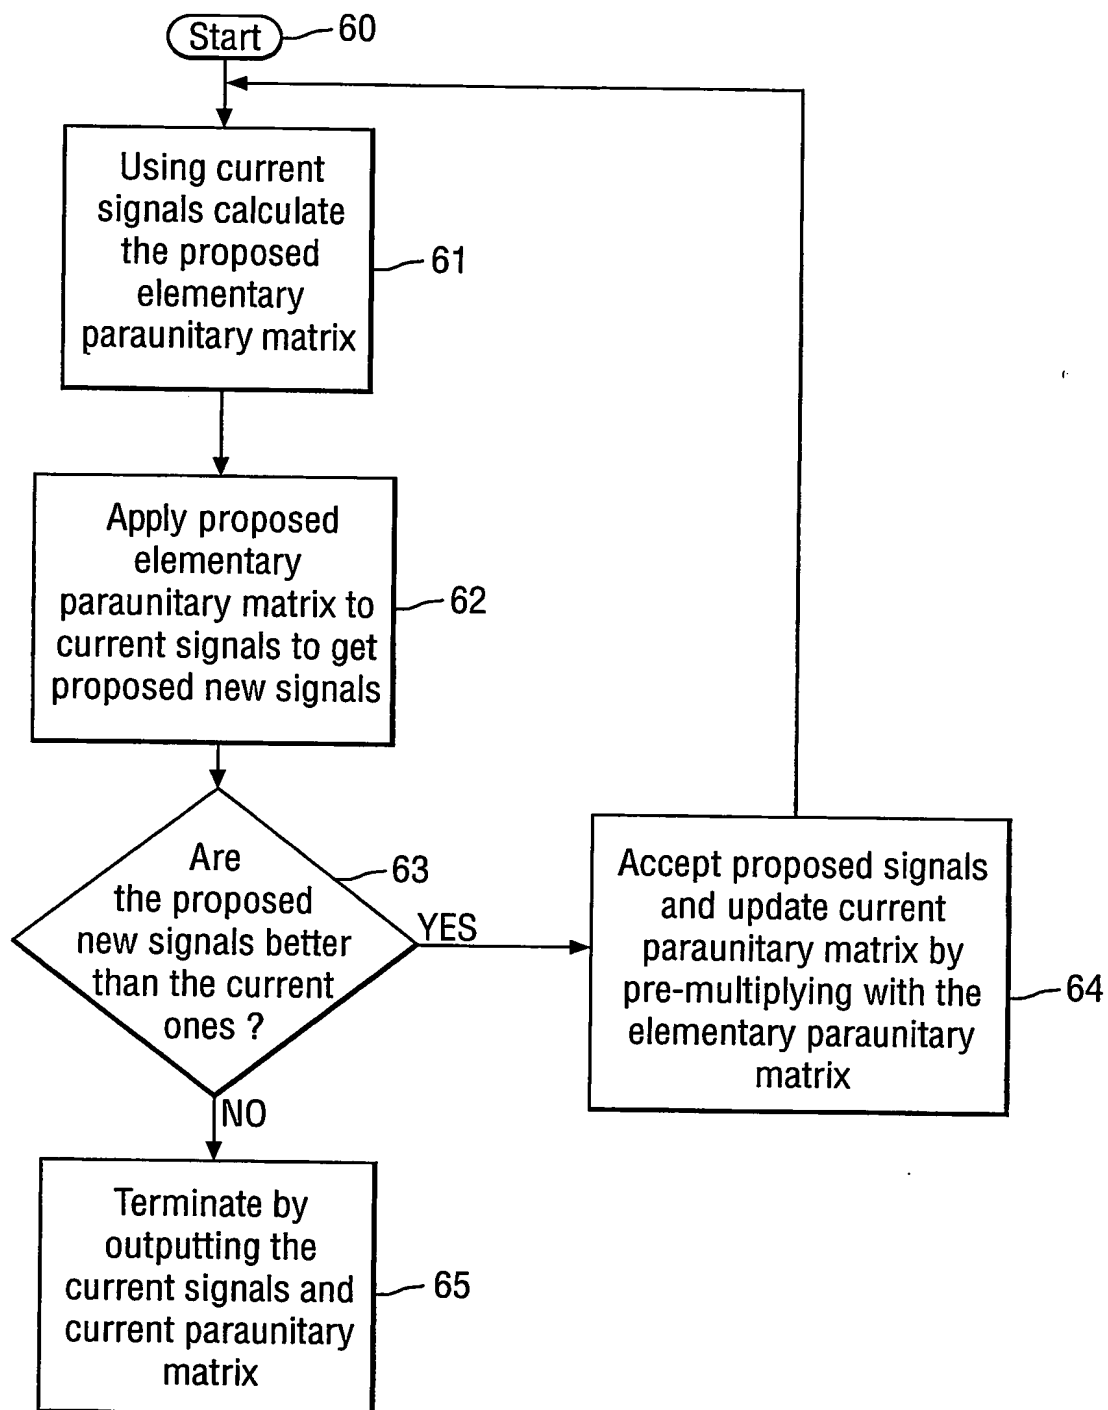 Start
60
Using current
signals calculate
the proposed
elementary
paraunitary matrix
61
Apply proposed
elementary
paraunitary matrix to
current signals to get
proposed new signals
62
Are
the proposed
new signals better
than the current
ones ?
63
YES
Accept proposed signals
and update current
paraunitary matrix by
pre-multiplying with the
elementary paraunitary
matrix
64
NO
Terminate by
outputting the
current signals and
current paraunitary
matrix
65